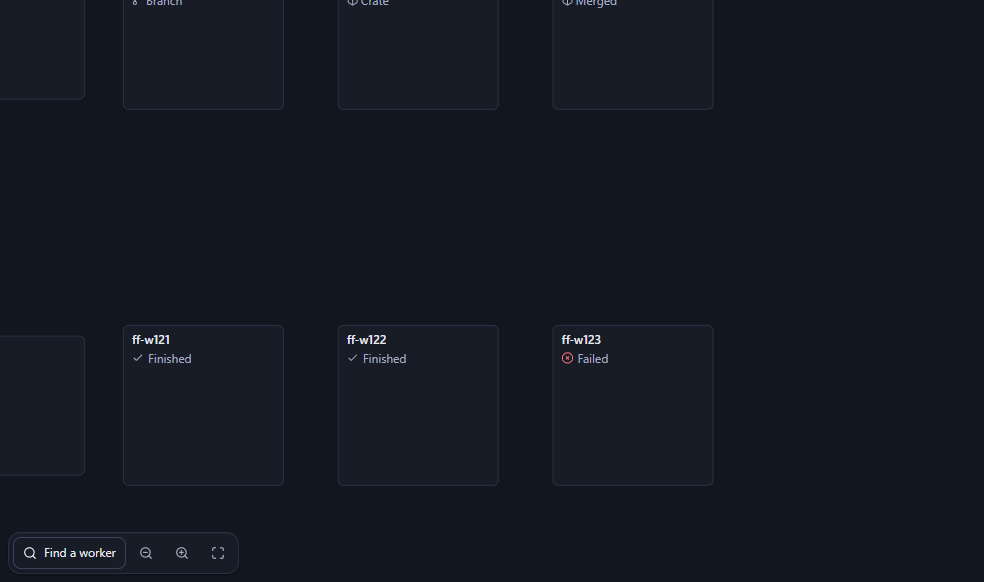 Branch
Crate
Merged
ff-w121
Finished
ff-w122
Finished
ff-w123
Failed
Find a worker